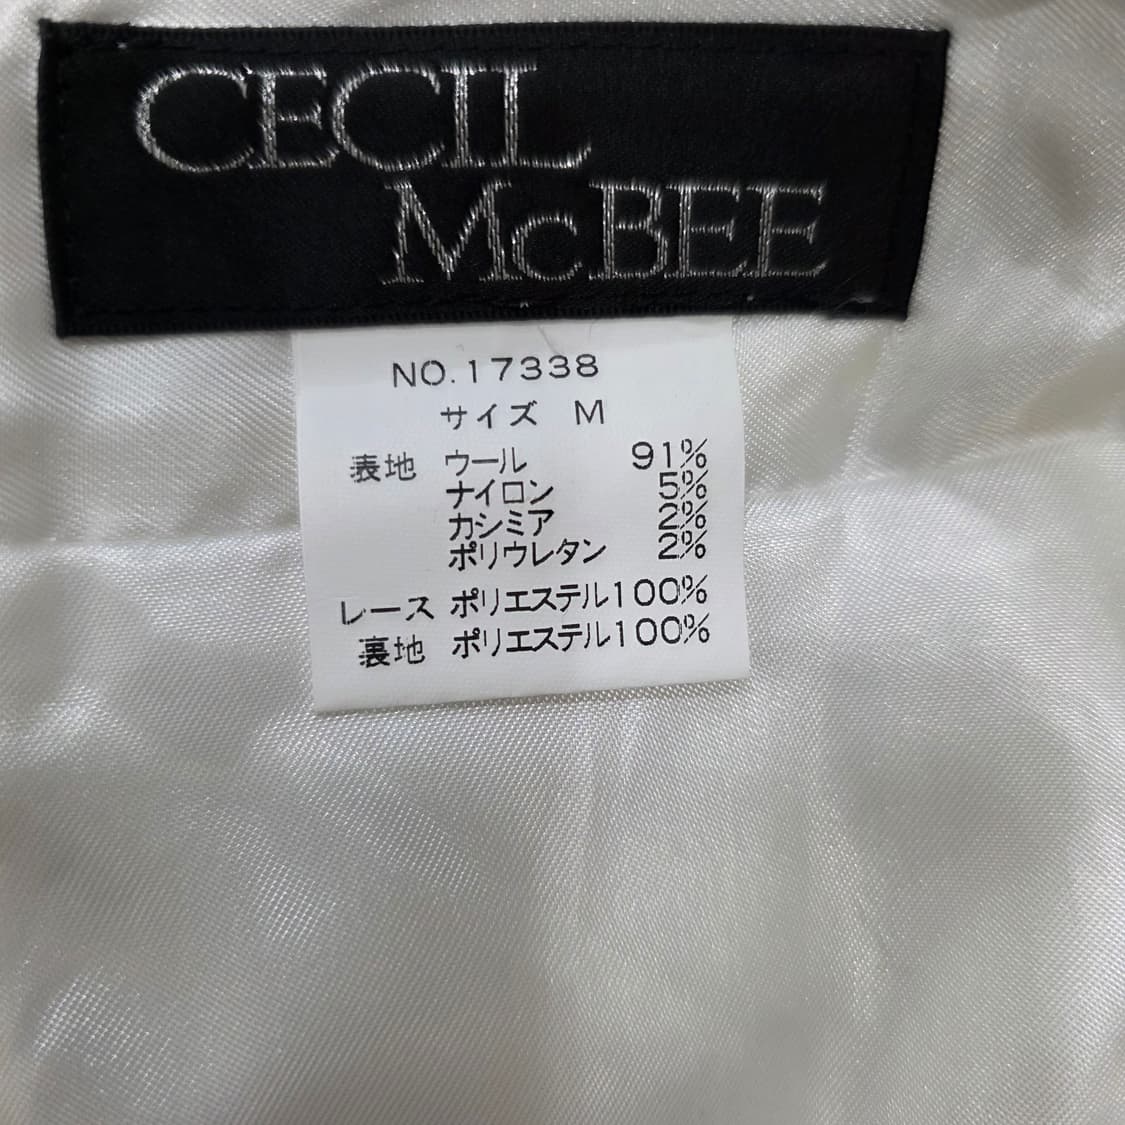 CECIL
McBEE
NO.17338
サイズ M
表地 ウール 91%
ナイロン 5%
カシミア 2%
ポリウレタン 2%
レース ポリエステル100%
裏地 ポリエステル100%